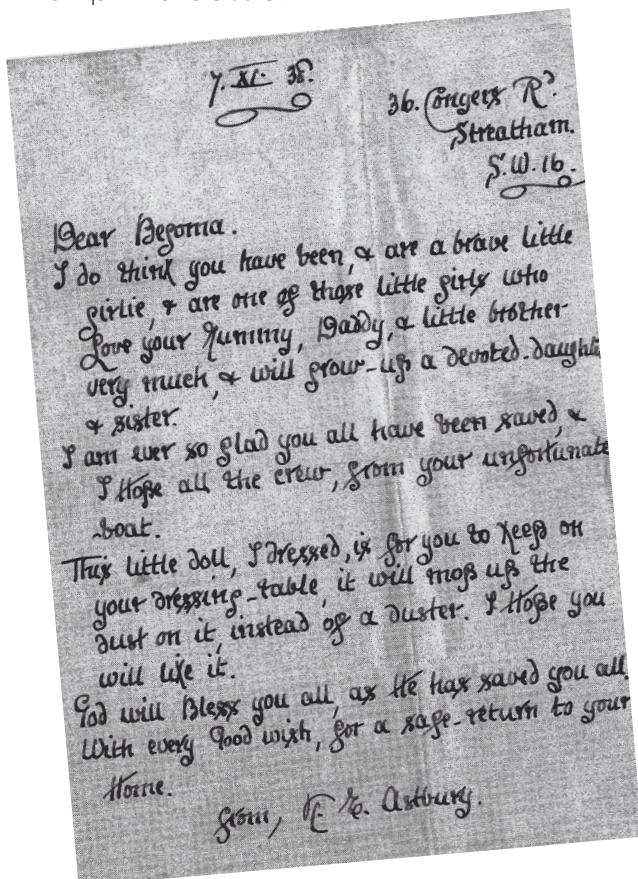 7. XI. 38.
36. Conyers Rd.
Streatham.
S.W. 16.
Dear Begonia.
I do think you have been, & are a brave little
girlie, & are one of those little girls who
Love your Mummy, Daddy, & little brother
very much, & will grow-up a devoted-daught
& sister.
I am ever so glad you all have been saved, &
I Hope all the crew, from your unfortunate
boat.
This little doll, I dressed, is for you to keep on
your dressing-table, it will mop up the
dust on it, instead of a duster. I Hope you
will like it.
God will Bless you all, as He has saved you all.
With every Good wish, for a safe-return to your
Home.
from, E. Astbury.